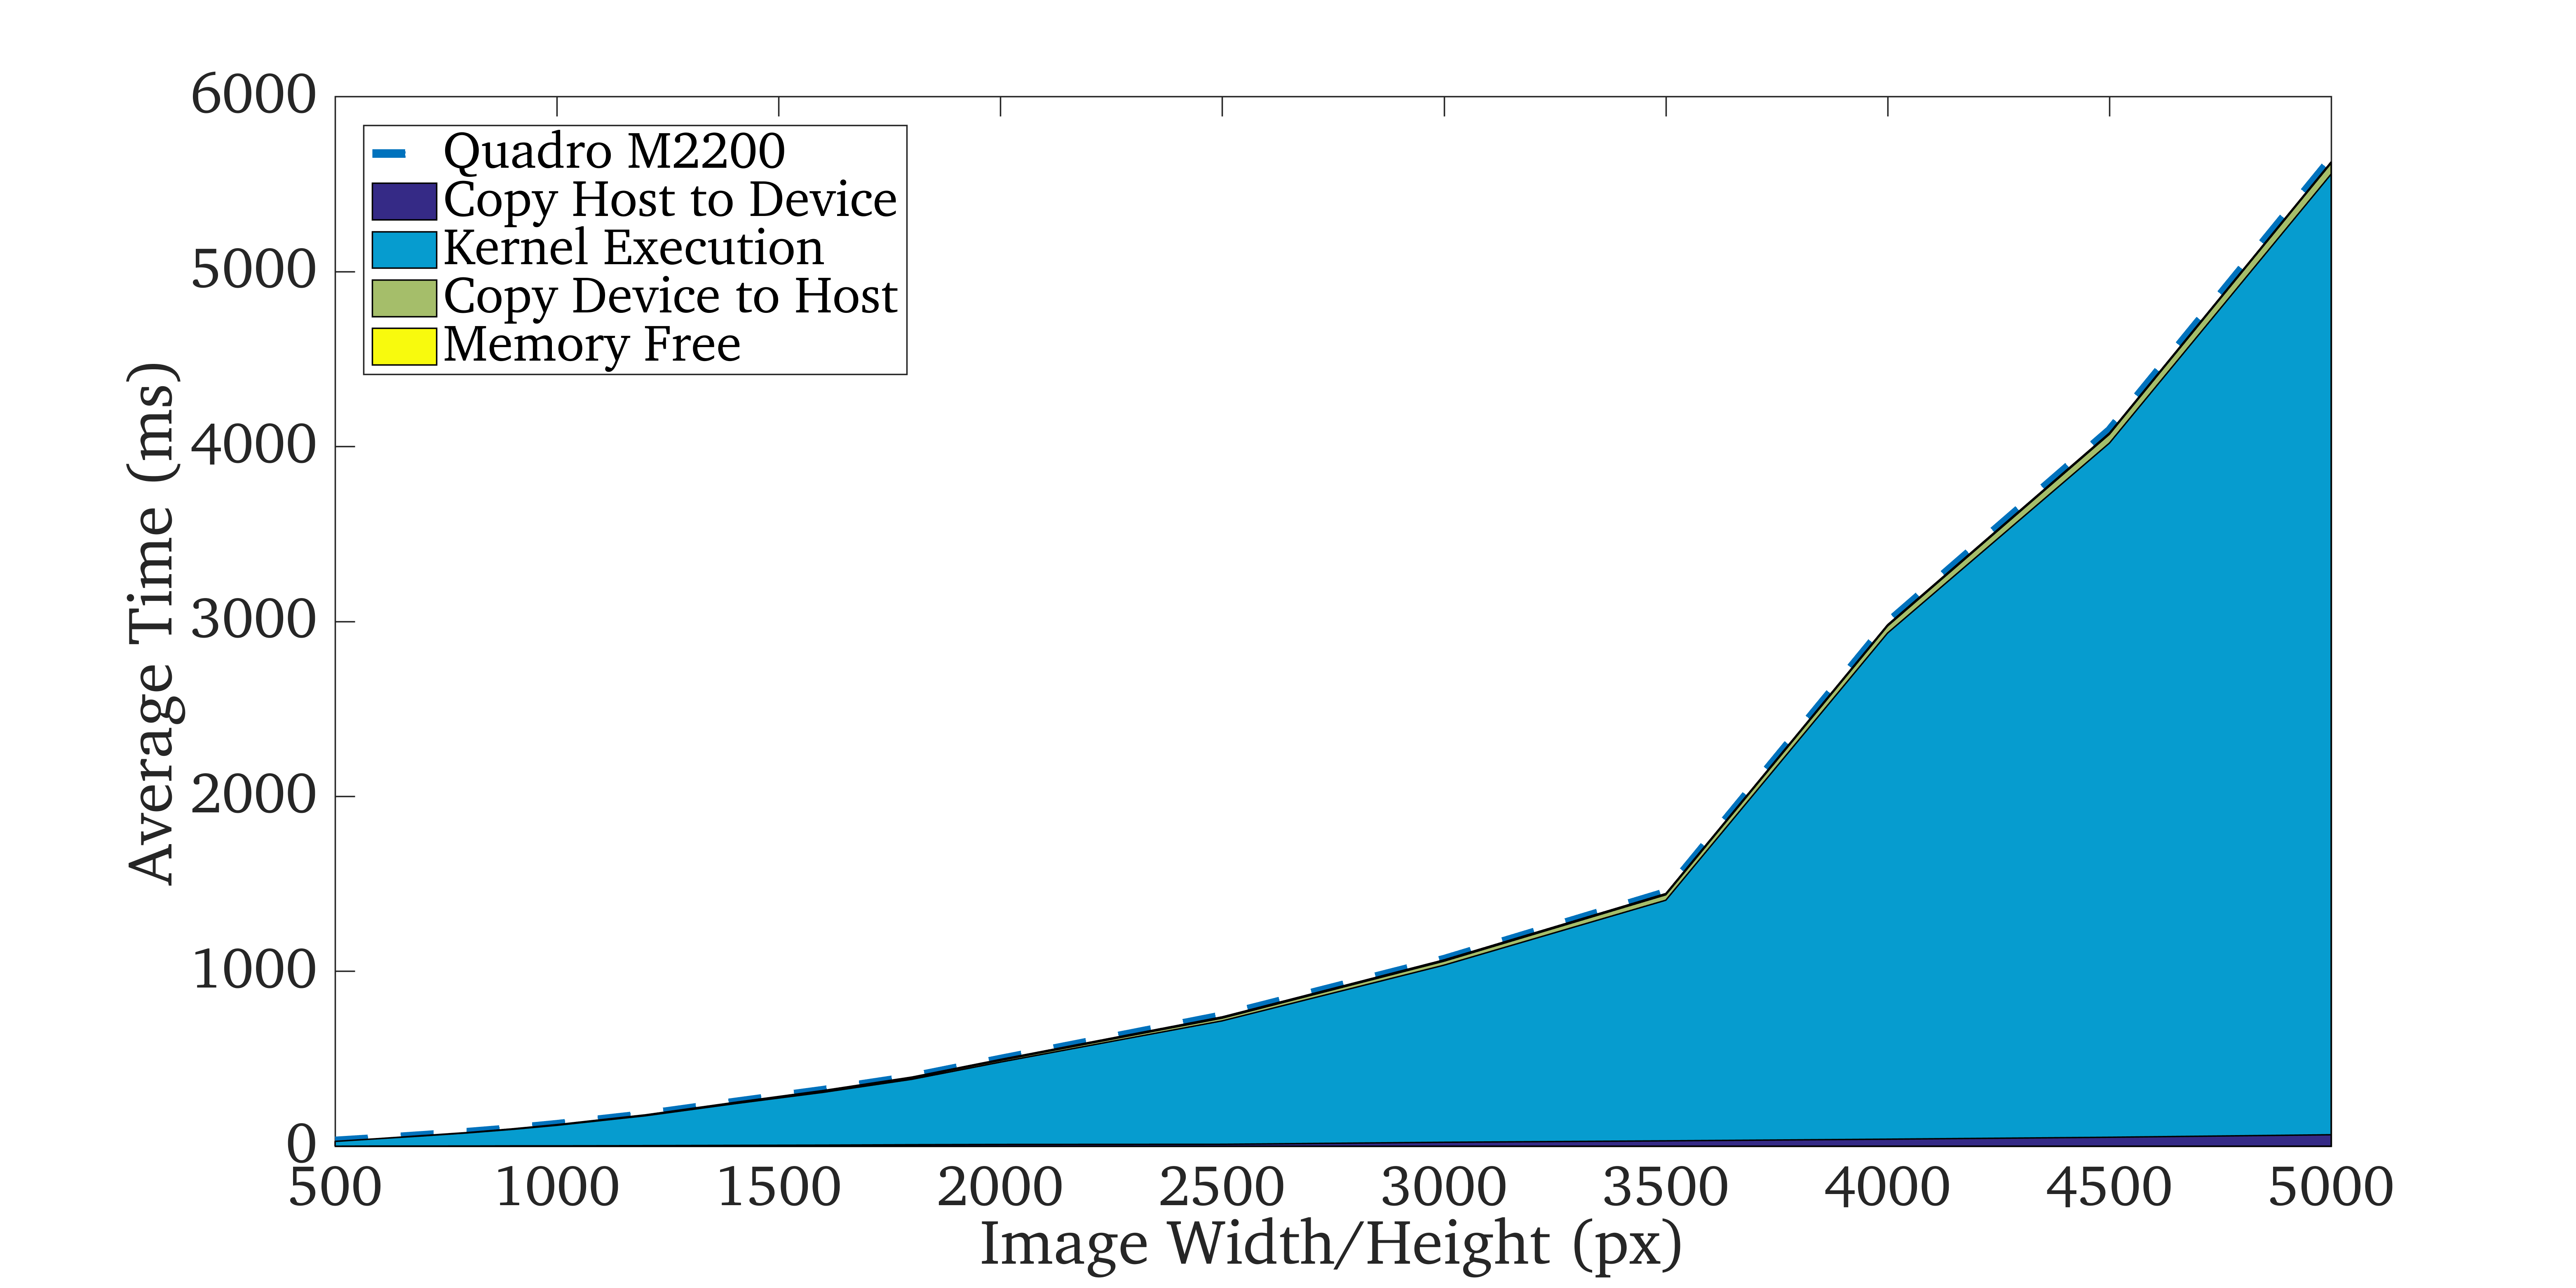 6000
5000
4000
3000
2000
1000
0
Average Time (ms)
Quadro M2200
Copy Host to Device
Kernel Execution
Copy Device to Host
Memory Free
500 1000 1500 2000 2500 3000 3500 4000 4500 5000
Image Width/Height (px)